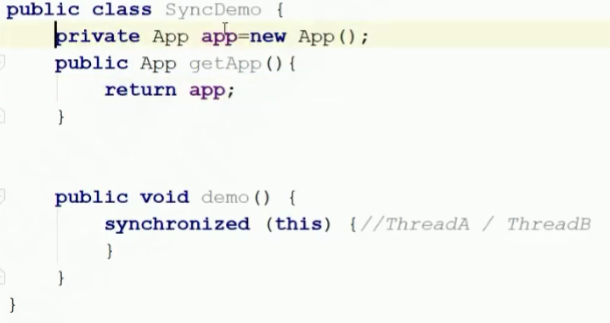 public class SyncDemo {
    private App app=new App();
    public App getApp(){
        return app;
    }
    public void demo() {
        synchronized (this) {//ThreadA / ThreadB
        }
    }
}